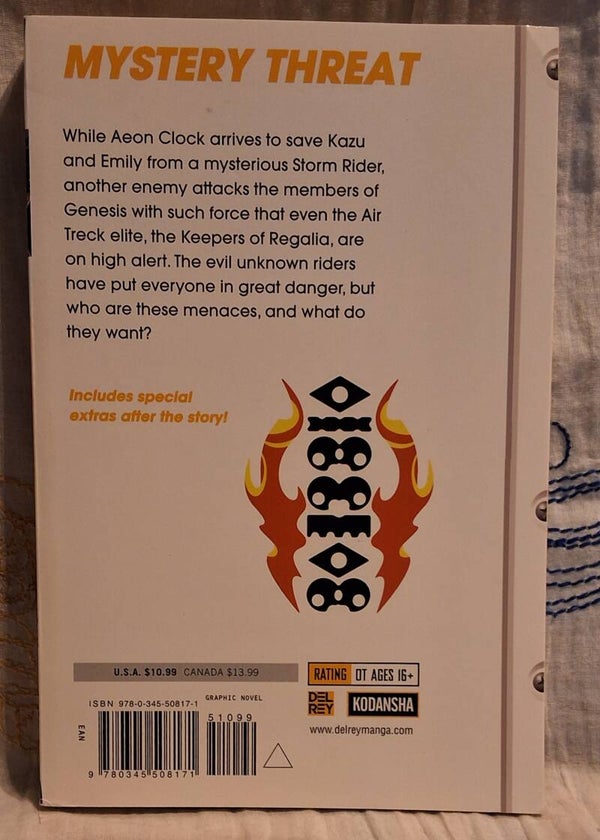 MYSTERY THREAT
While Aeon Clock arrives to save Kazu
and Emily from a mysterious Storm Rider,
another enemy attacks the members of
Genesis with such force that even the Air
Treck elite, the Keepers of Regalia, are
on high alert. The evil unknown riders
have put everyone in great danger, but
who are these menaces, and what do
they want?
Includes special
extras after the story!
U.S.A. $10.99 CANADA $13.99
RATING OT AGES 16+
ISBN 978-0-345-50817-1
GRAPHIC NOVEL
DEL
REY
KODANSHA
51099
www.delreymanga.com
EAN
9 780345 508171